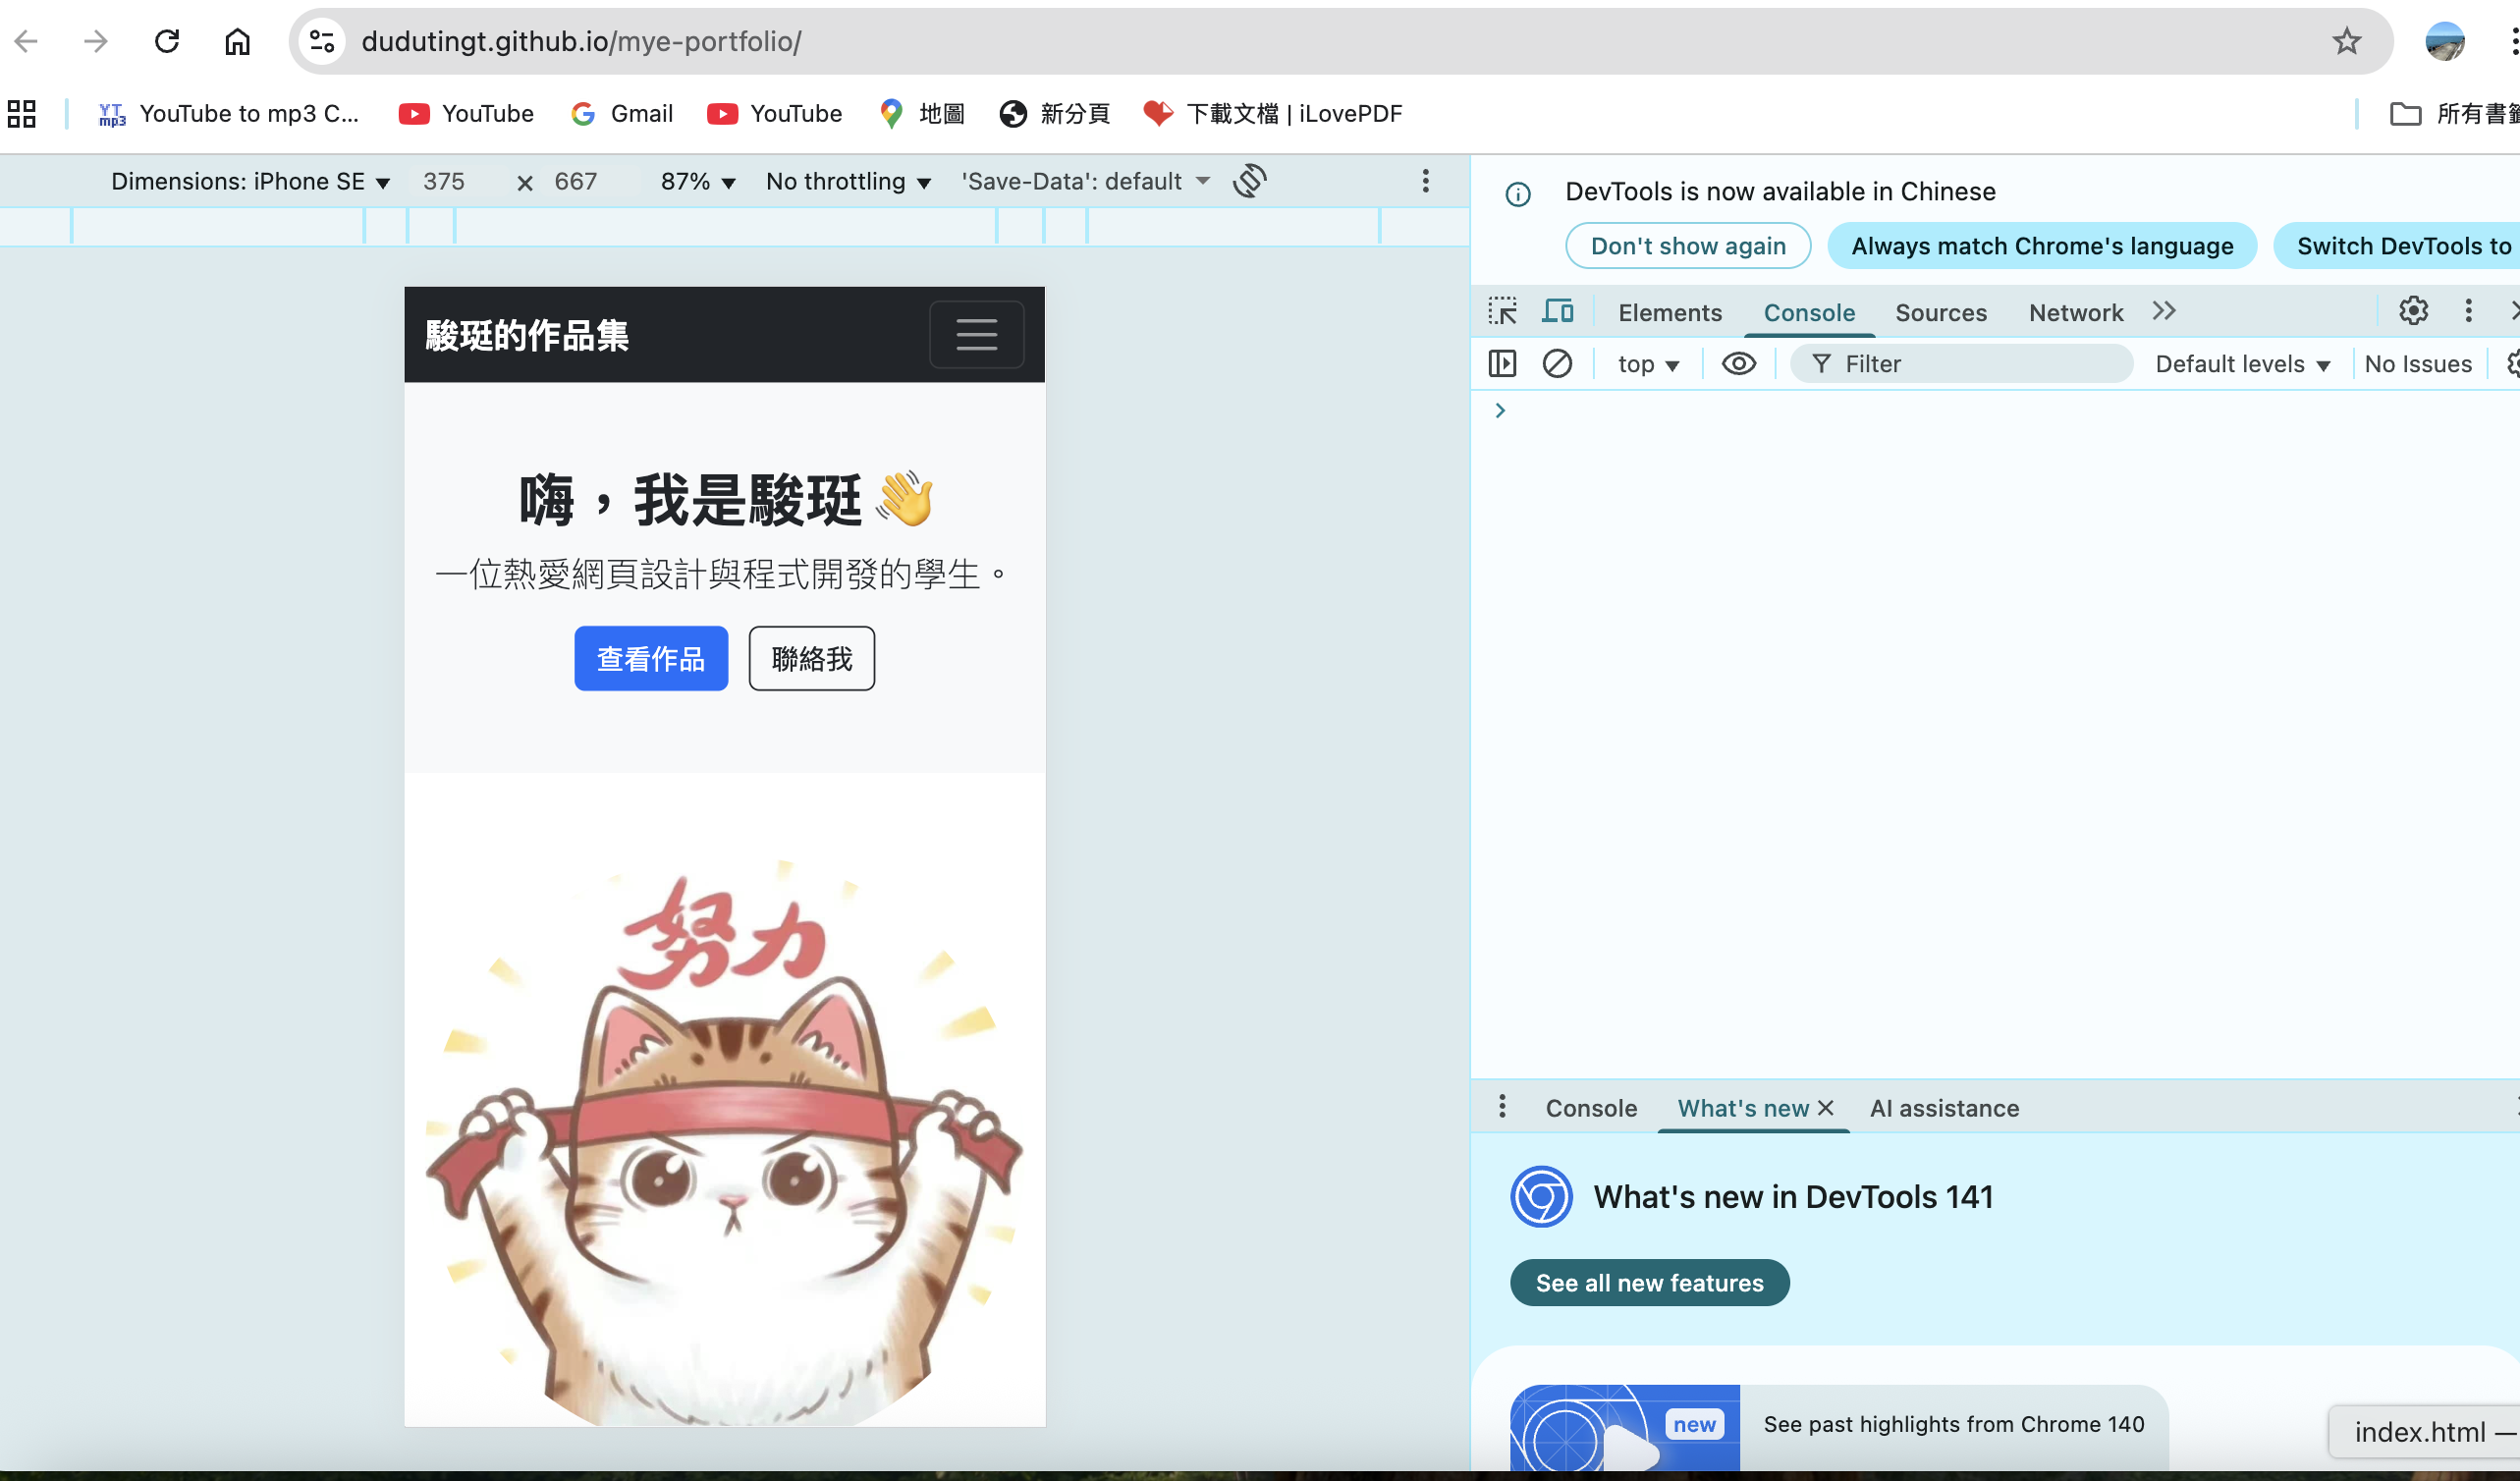 dudutingt.github.io/mye-portfolio/
YouTube to mp3 C...
YouTube
Gmail
YouTube
地圖
新分頁
下載文檔 | iLovePDF
所有書籤
Dimensions: iPhone SE
375
×
667
87%
No throttling
'Save-Data': default
DevTools is now available in Chinese
Don't show again
Always match Chrome's language
Switch DevTools to
Elements
Console
Sources
Network
top
Filter
Default levels
No Issues
駿珽的作品集
嗨，我是駿珽 👋
一位熱愛網頁設計與程式開發的學生。
查看作品
聯絡我
努力
Console
What's new
AI assistance
What's new in DevTools 141
See all new features
new
See past highlights from Chrome 140
index.html —